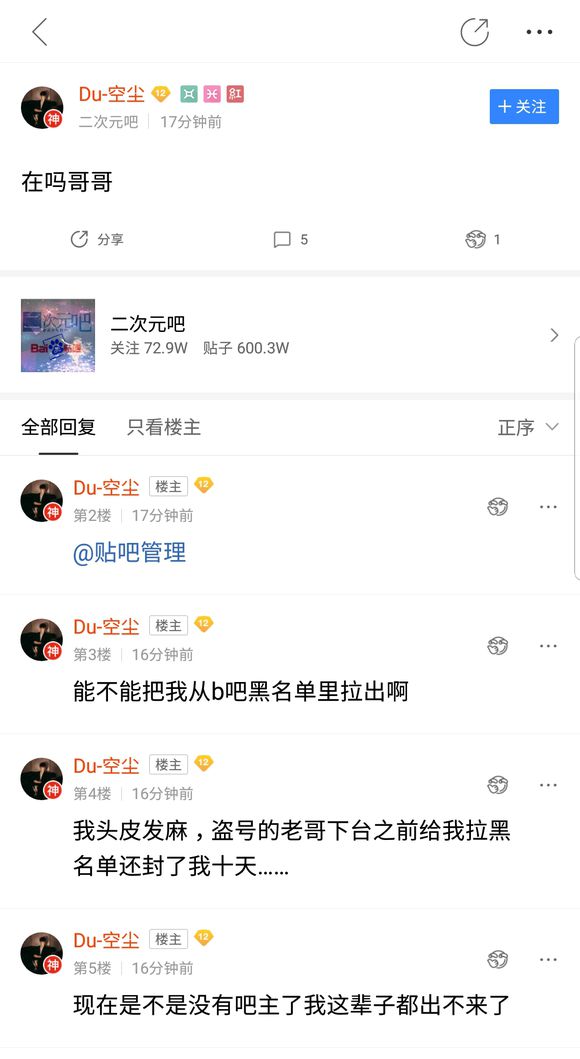 Du-空尘 12 紅
二次元吧 17分钟前
+ 关注
在吗哥哥
分享 5 1
二次元吧
Bai
二次元吧
关注 72.9W 贴子 600.3W
全部回复 只看楼主 正序
Du-空尘 楼主 12
神 第2楼 17分钟前
@贴吧管理
Du-空尘 楼主 12
神 第3楼 16分钟前
能不能把我从b吧黑名单里拉出啊
Du-空尘 楼主 12
神 第4楼 16分钟前
我头皮发麻，盗号的老哥下台之前给我拉黑
名单还封了我十天......
Du-空尘 楼主 12
神 第5楼 16分钟前
现在是不是没有吧主了我这辈子都出不来了